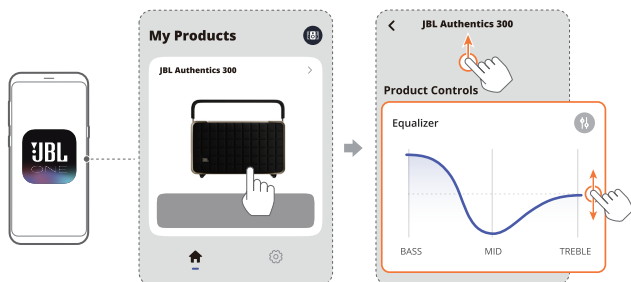 JBL
ONE
My Products
JBL Authentics 300
JBL Authentics 300
Product Controls
Equalizer
BASS
MID
TREBLE